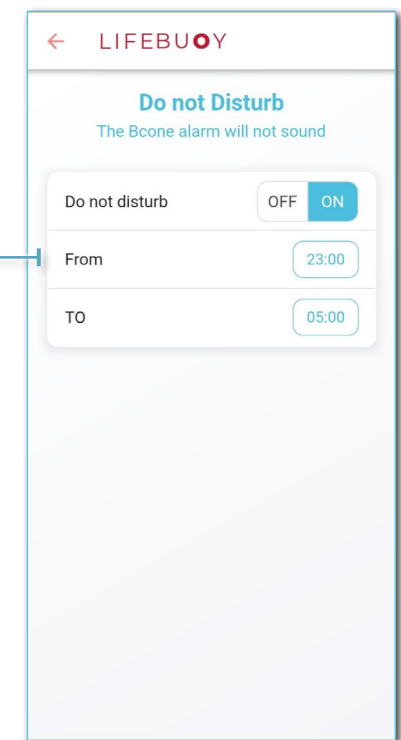 LIFEBUOY
Do not Disturb
The Bcone alarm will not sound
Do not disturb OFF ON
From 23:00
TO 05:00